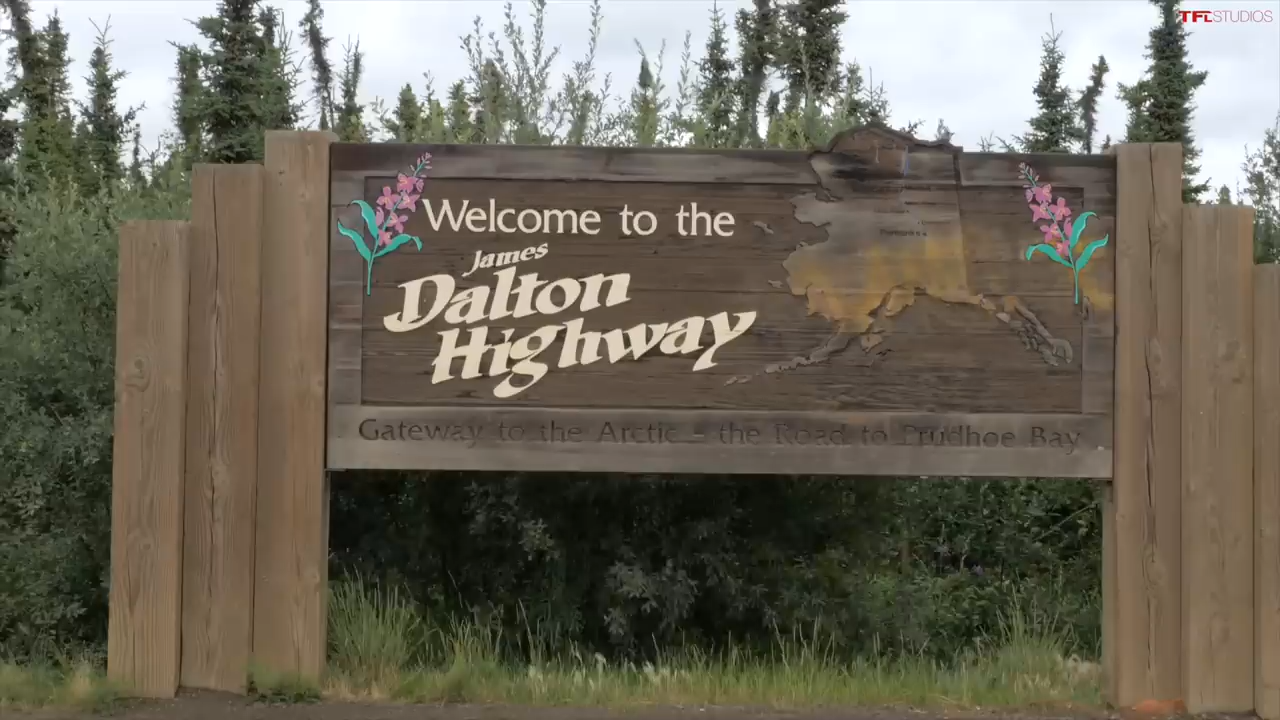 TFLSTUDIOS
Welcome to the
James
Dalton
Highway
Gateway to the Arctic - the Road to Prudhoe Bay